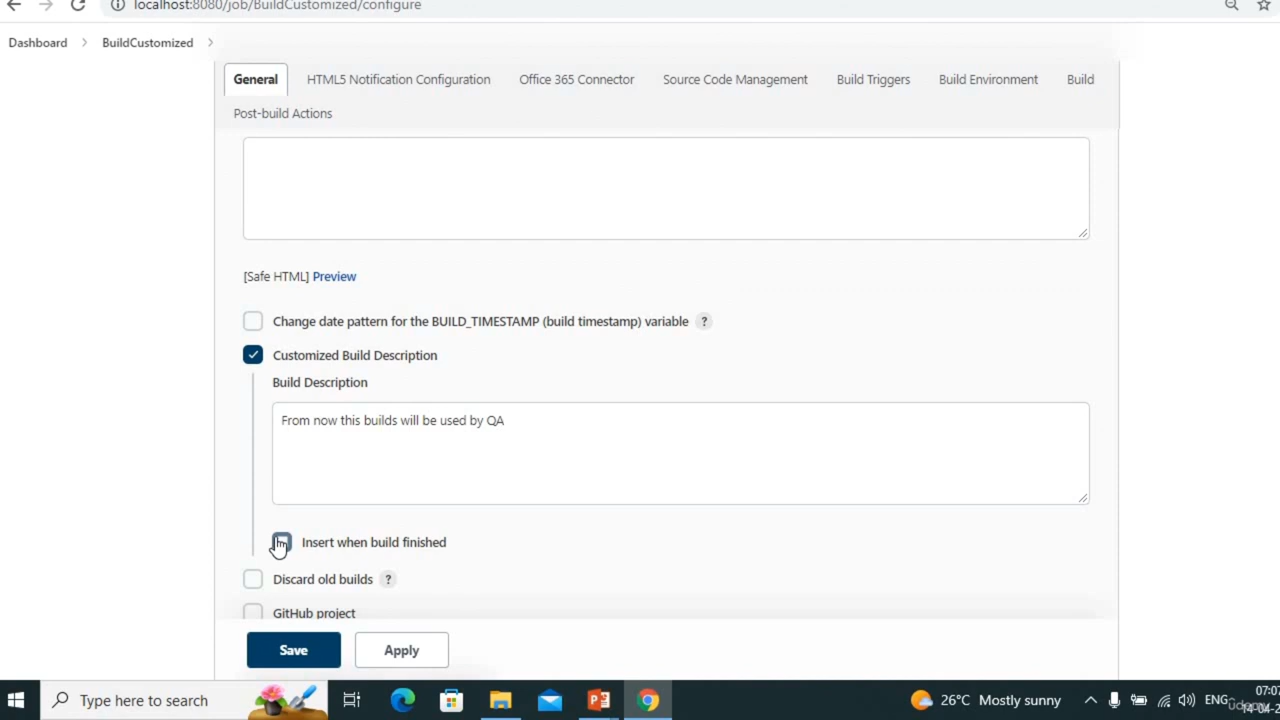 localhost:8080/job/BuildCustomized/configure
Dashboard
BuildCustomized
General
HTML5 Notification Configuration
Office 365 Connector
Source Code Management
Build Triggers
Build Environment
Build
Post-build Actions
[Safe HTML] Preview
Change date pattern for the BUILD_TIMESTAMP (build timestamp) variable ?
Customized Build Description
Build Description
From now this builds will be used by QA
Insert when build finished
Discard old builds ?
GitHub project
Save
Apply
Type here to search
26°C Mostly sunny
ENG
07:07
14-04-2